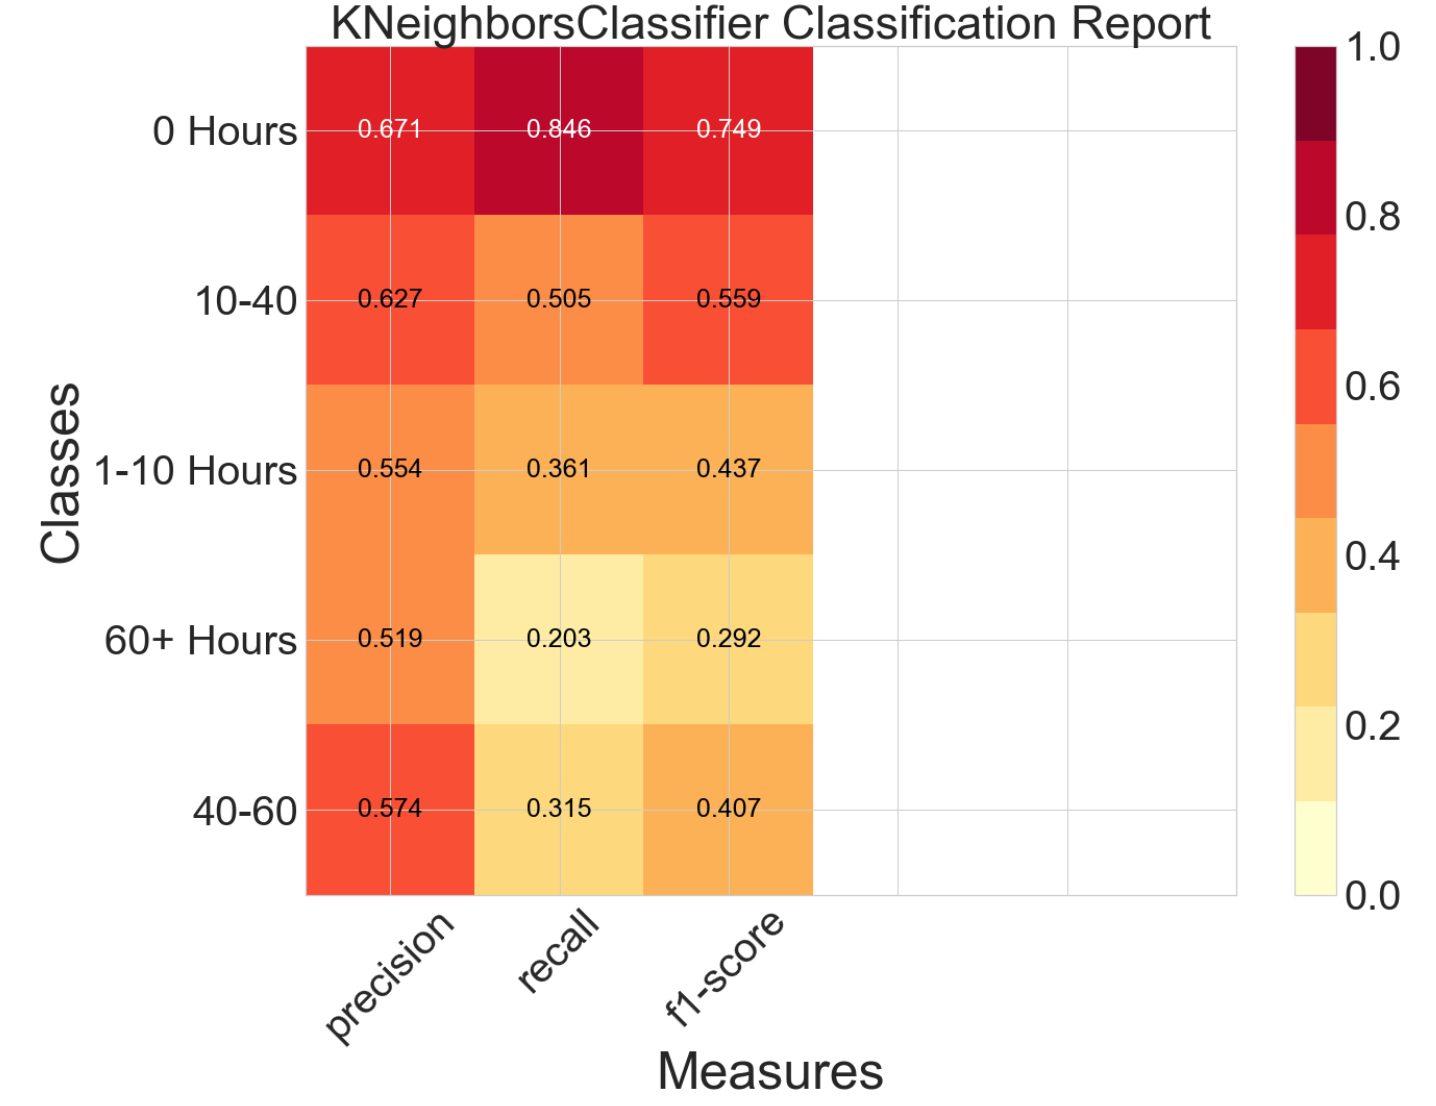 KNeighborsClassifier Classification Report
0 Hours 0.671 0.846 0.749
10-40 0.627 0.505 0.559
1-10 Hours 0.554 0.361 0.437
60+ Hours 0.519 0.203 0.292
40-60 0.574 0.315 0.407
Classes
precision recall f1-score
Measures
1.0
0.8
0.6
0.4
0.2
0.0